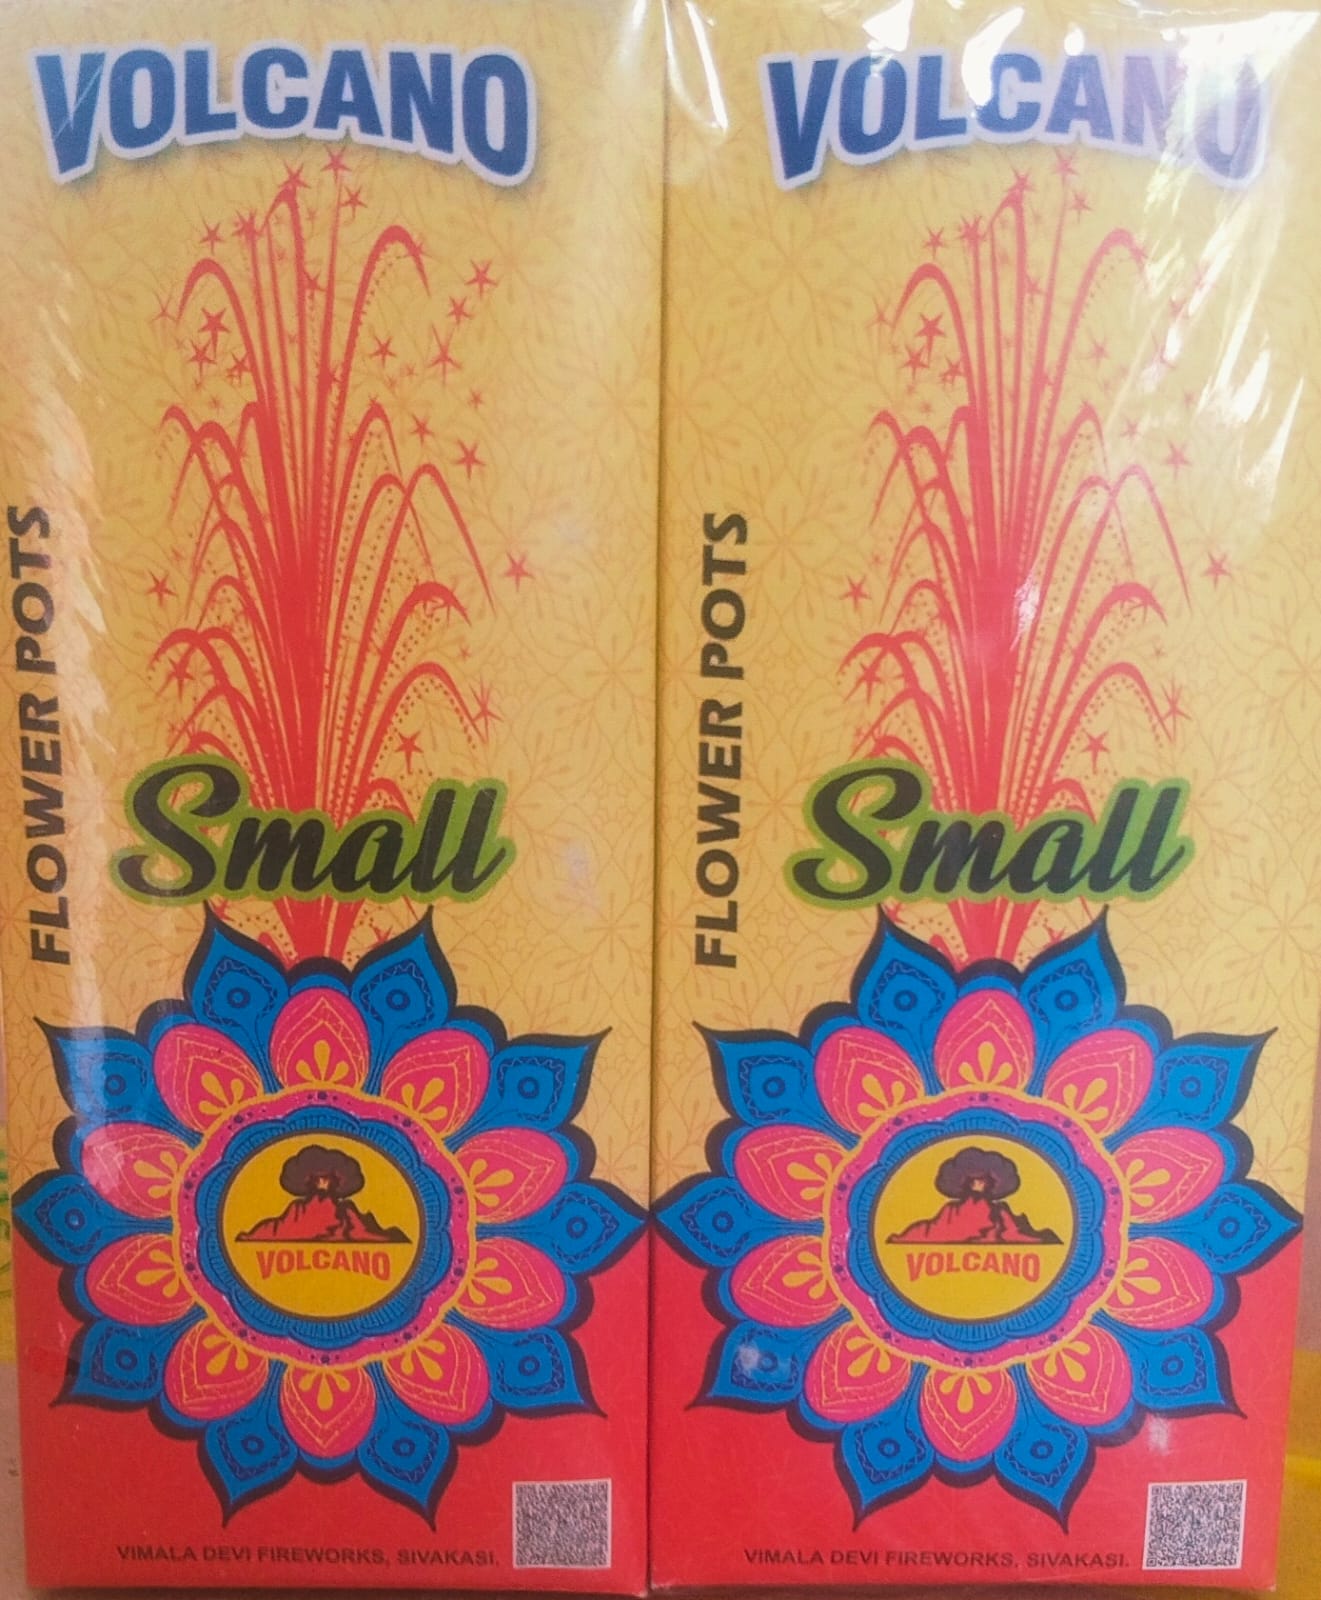 VOLCANO
FLOWER POTS
Small
VOLCANO
VIMALA DEVI FIREWORKS, SIVAKASI.
VOLCANO
FLOWER POTS
Small
VOLCANO
VIMALA DEVI FIREWORKS, SIVAKASI.